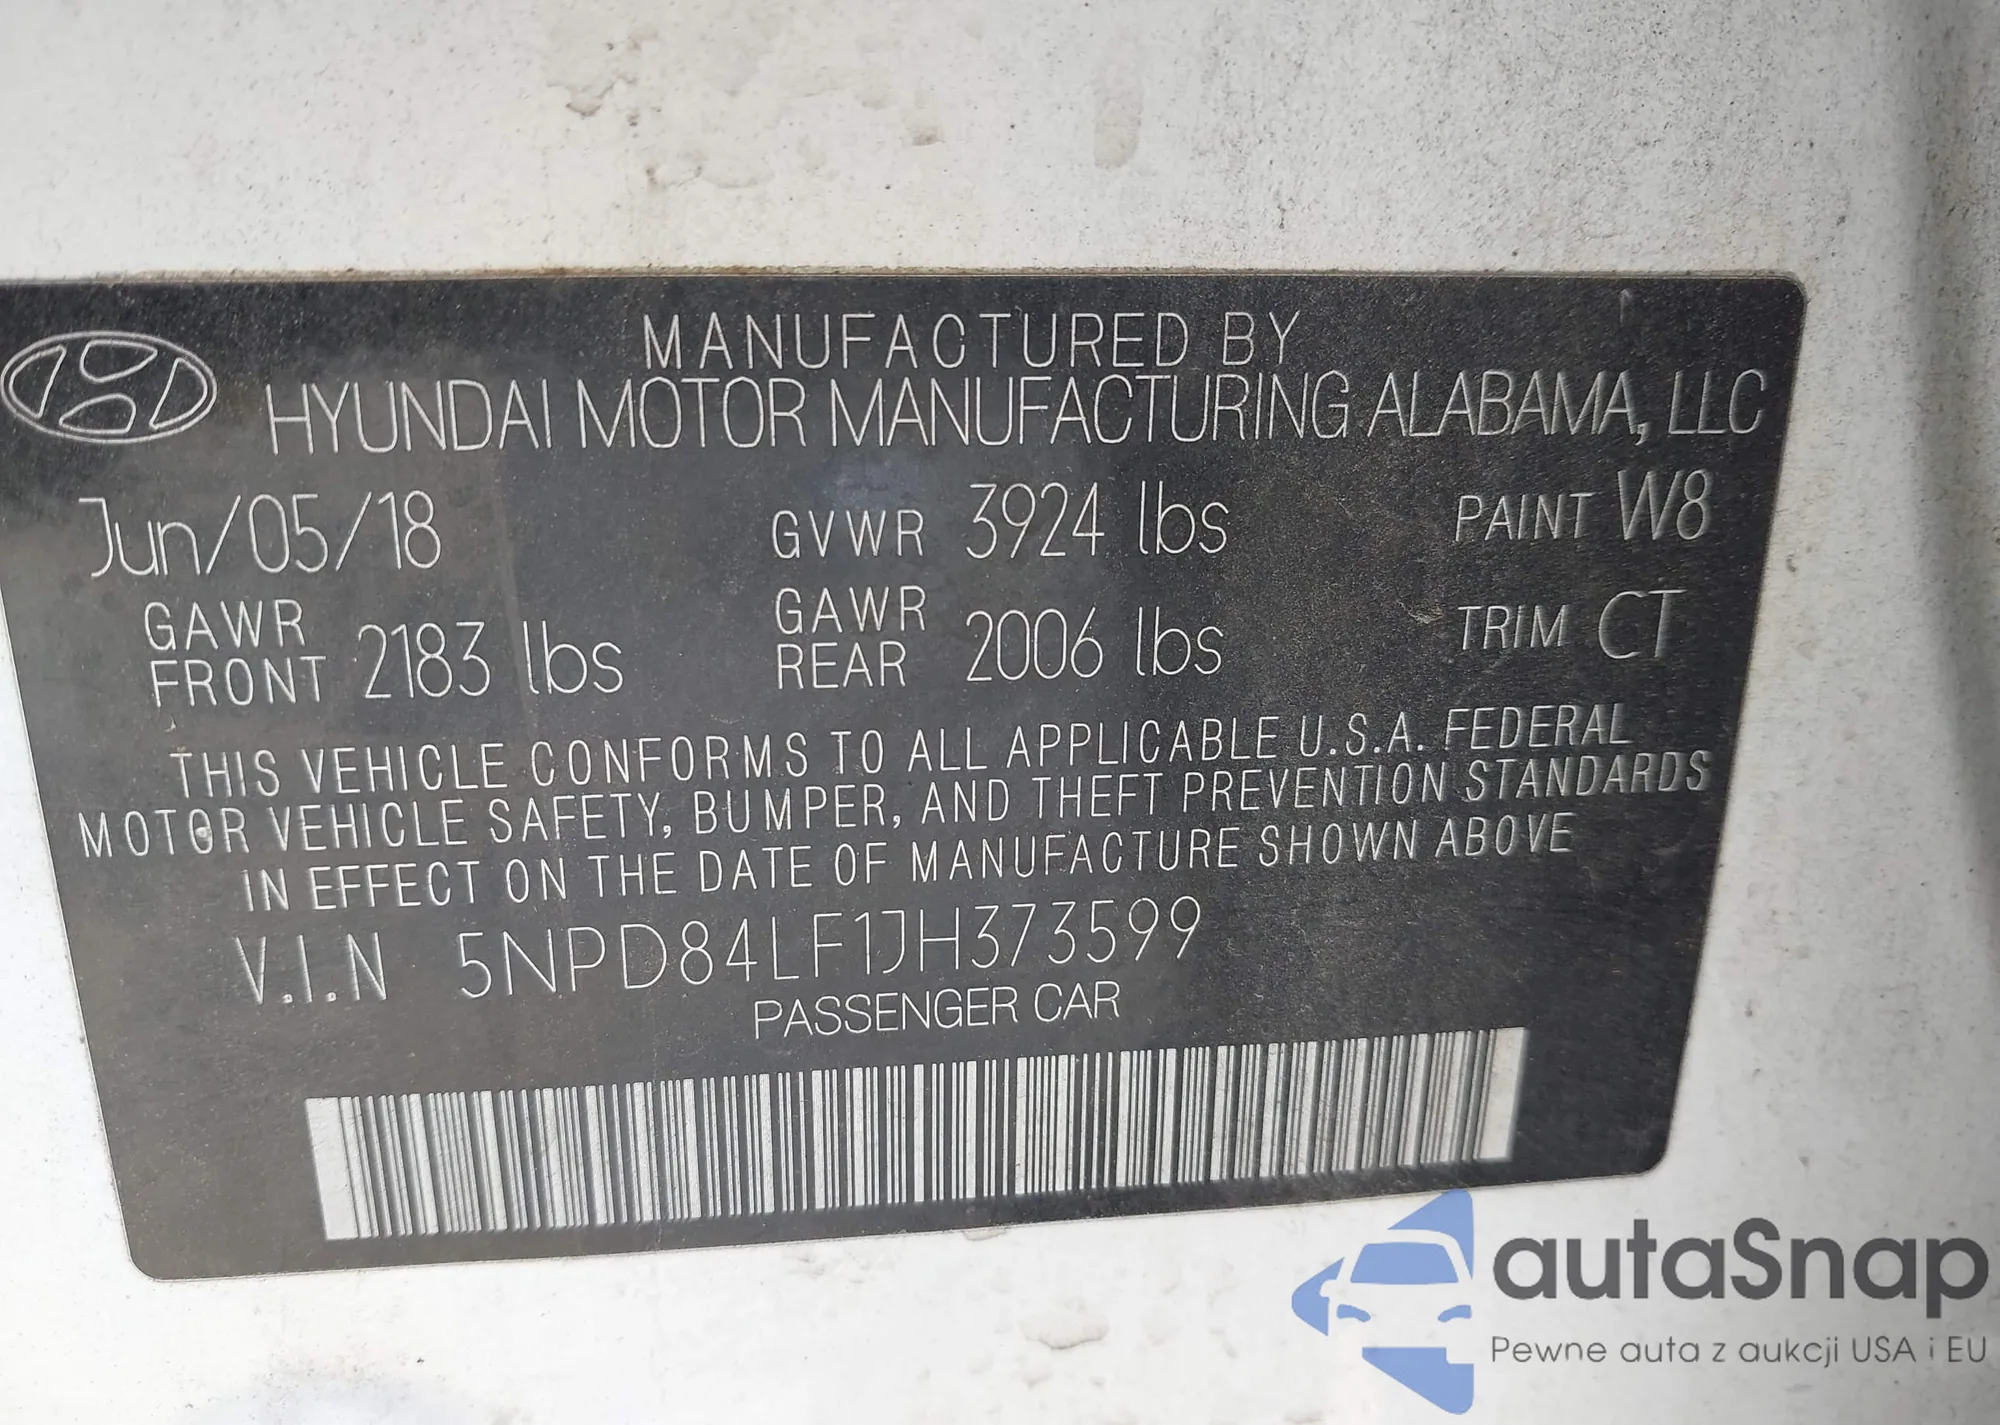 MANUFACTURED BY
HYUNDAI MOTOR MANUFACTURING ALABAMA, LLC
Jun/05/18 GVWR 3924 lbs PAINT W8
GAWR FRONT 2183 lbs GAWR REAR 2006 lbs TRIM CT
THIS VEHICLE CONFORMS TO ALL APPLICABLE U.S.A. FEDERAL
MOTOR VEHICLE SAFETY, BUMPER, AND THEFT PREVENTION STANDARDS
IN EFFECT ON THE DATE OF MANUFACTURE SHOWN ABOVE
V.I.N 5NPD84LF1JH373599
PASSENGER CAR
autaSnap
Pewne auta z aukcji USA i EU